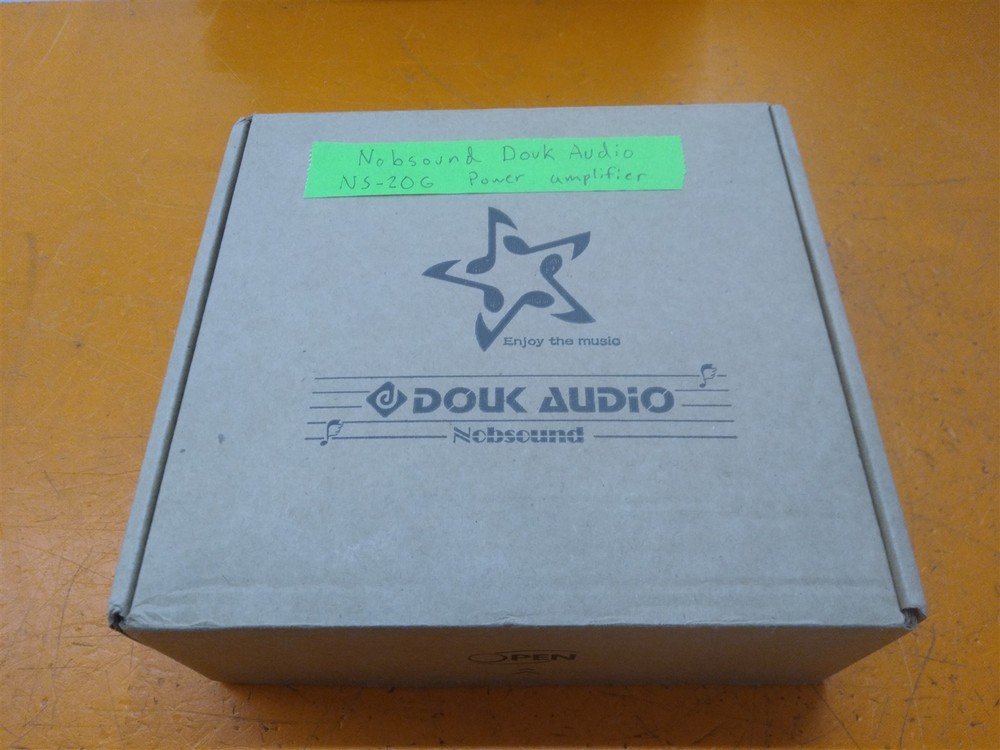 Nobsound Douk Audio
NS-20G Power amplifier
Enjoy the music
DOUK AUDIO
Nobsound
OPEN